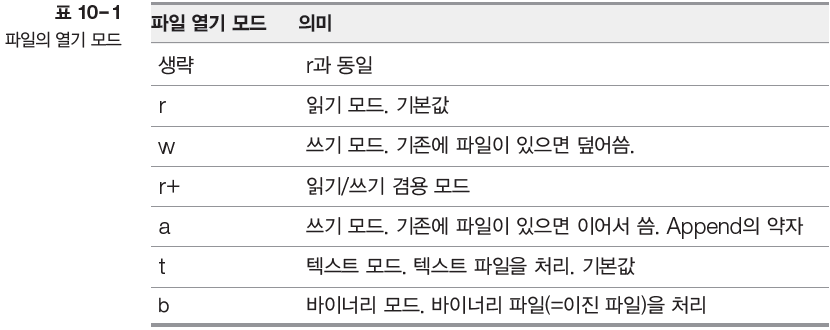 표 10-1
파일의 열기 모드
파일 열기 모드 의미
생략 r과 동일
r 읽기 모드. 기본값
w 쓰기 모드. 기존에 파일이 있으면 덮어씀.
r+ 읽기/쓰기 겸용 모드
a 쓰기 모드. 기존에 파일이 있으면 이어서 씀. Append의 약자
t 텍스트 모드. 텍스트 파일을 처리. 기본값
b 바이너리 모드. 바이너리 파일(=이진 파일)을 처리